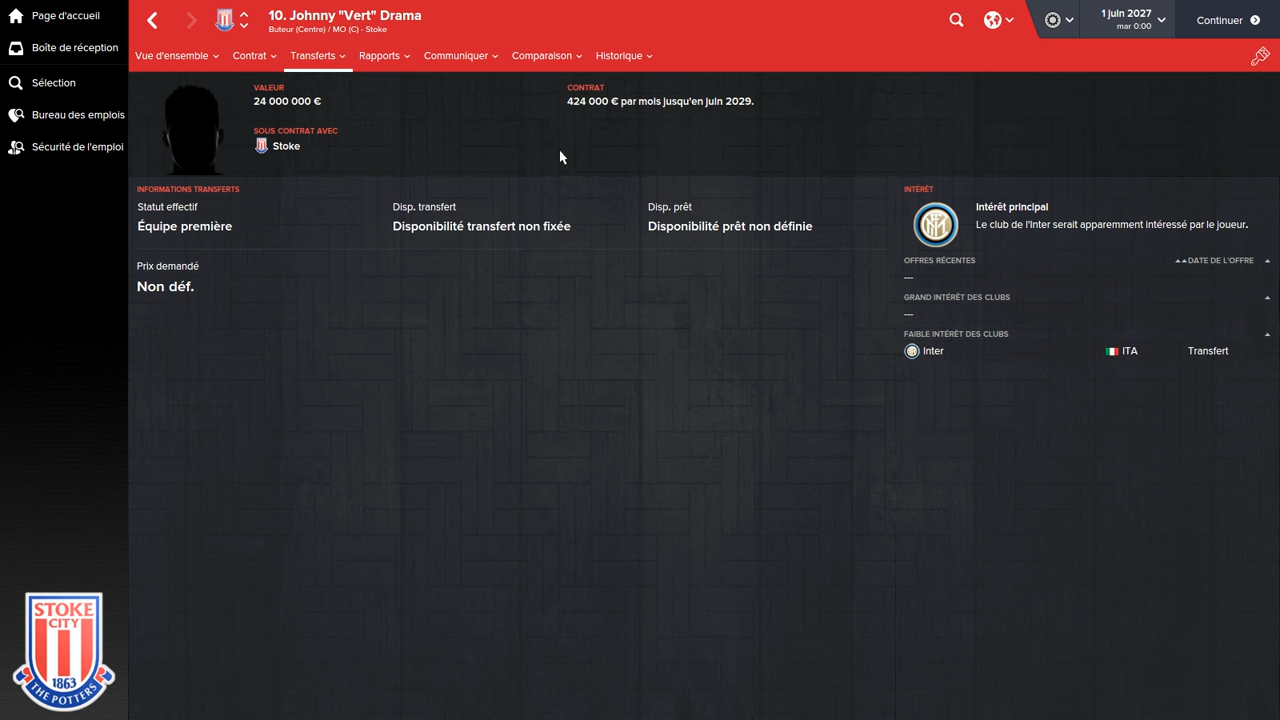 Page d'accueil
Boîte de réception
Sélection
Bureau des emplois
Sécurité de l'emploi
10. Johnny "Vert" Drama
Buteur (Centre) / MO (C) - Stoke
1 juin 2027
mar 0:00
Continuer
Vue d'ensemble
Contrat
Transferts
Rapports
Communiquer
Comparaison
Historique
VALEUR
24 000 000 €
CONTRAT
424 000 € par mois jusqu'en juin 2029.
SOUS CONTRAT AVEC
Stoke
INFORMATIONS TRANSFERTS
Statut effectif
Équipe première
Disp. transfert
Disponibilité transfert non fixée
Disp. prêt
Disponibilité prêt non définie
Prix demandé
Non déf.
INTÉRÊT
Intérêt principal
Le club de l'Inter serait apparemment intéressé par le joueur.
OFFRES RÉCENTES
DATE DE L'OFFRE
---
GRAND INTÉRÊT DES CLUBS
---
FAIBLE INTÉRÊT DES CLUBS
Inter
ITA
Transfert
STOKE
CITY
1863
THE POTTERS